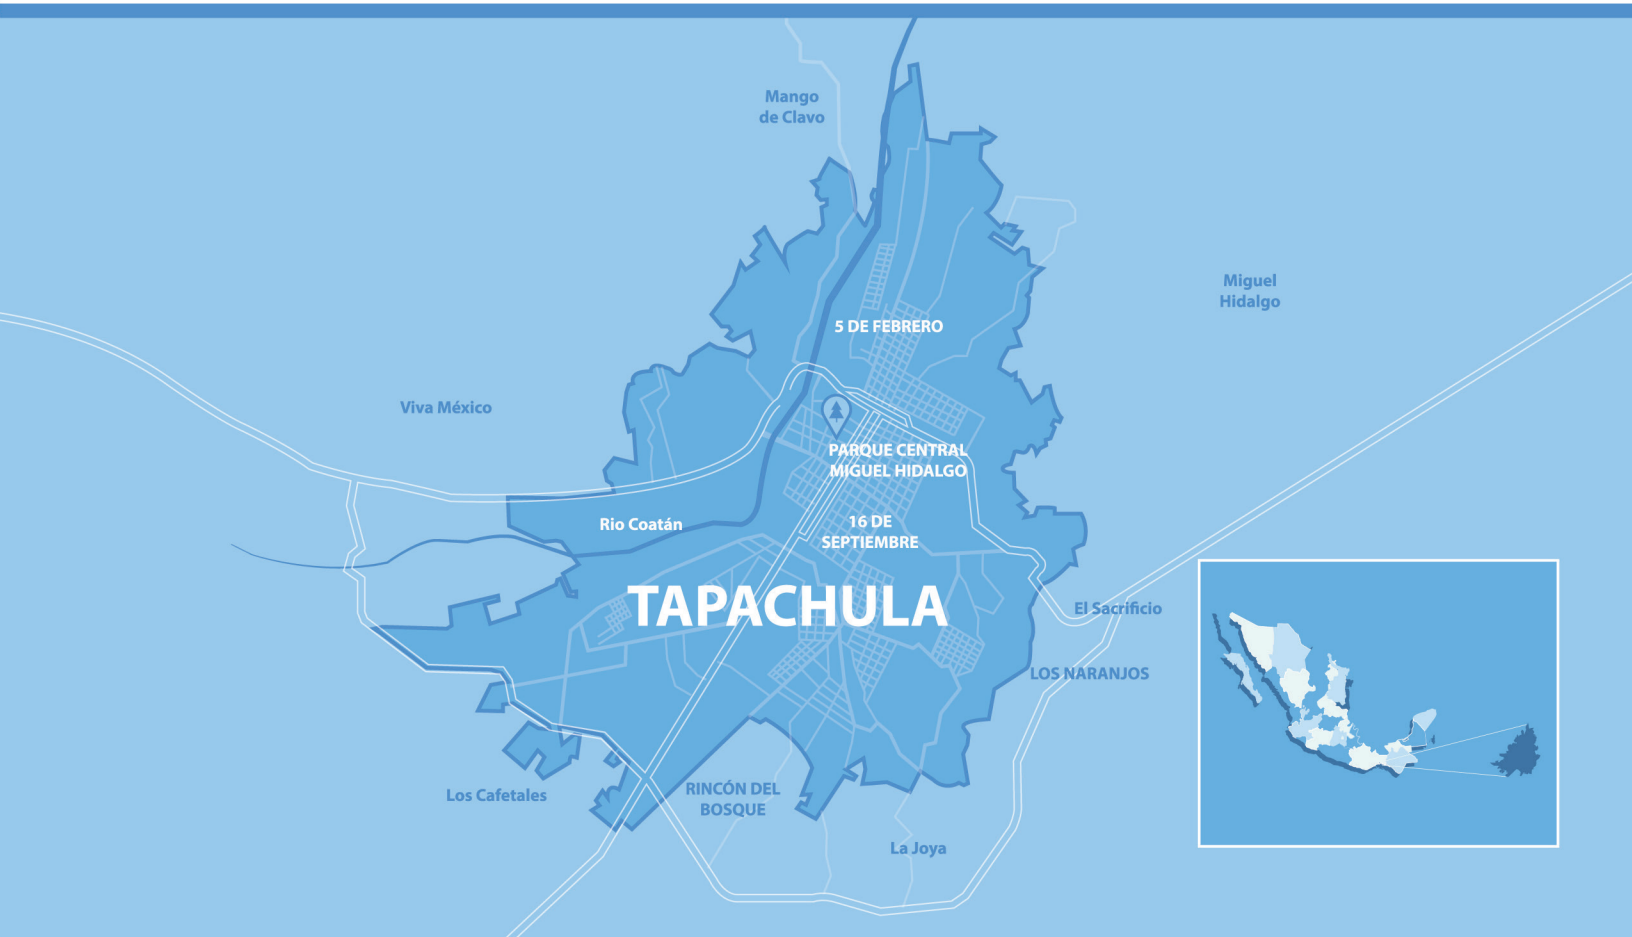 Mango
de Clavo
Miguel
Hidalgo
5 DE FEBRERO
Viva México
PARQUE CENTRAL
MIGUEL HIDALGO
Rio Coatán
16 DE
SEPTIEMBRE
TAPACHULA
El Sacrificio
LOS NARANJOS
Los Cafetales
RINCÓN DEL
BOSQUE
La Joya